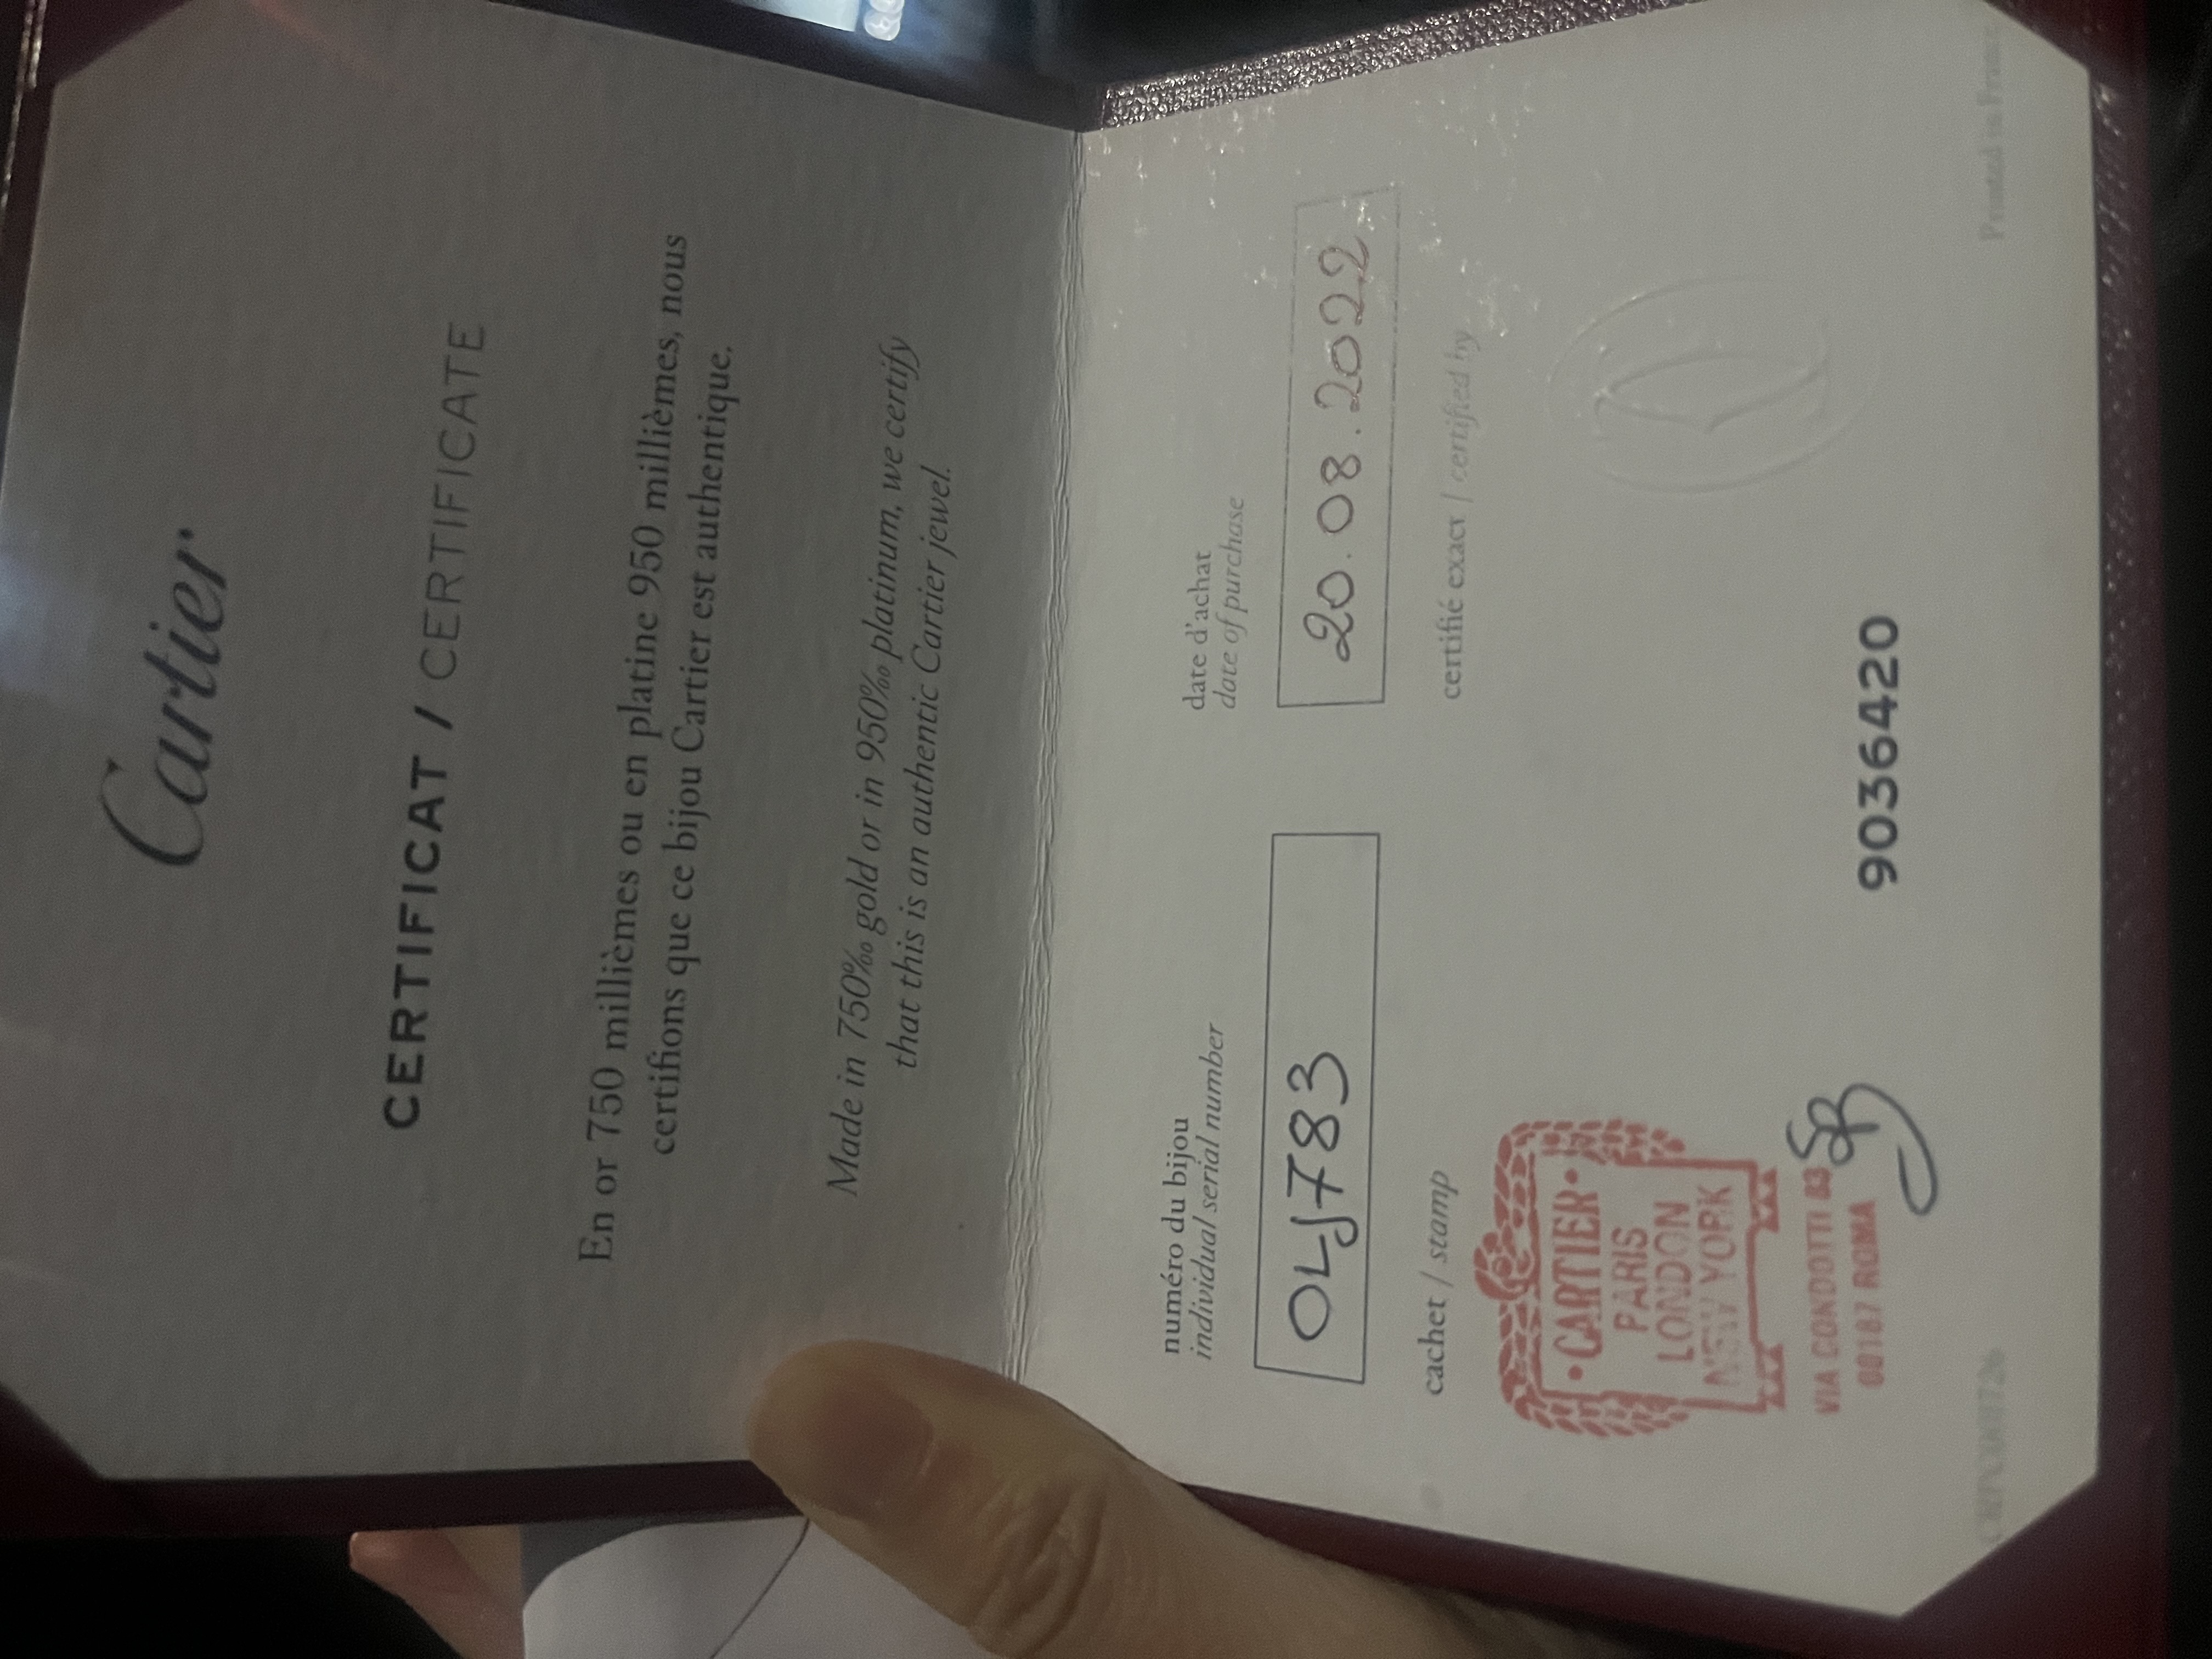 Cartier
CERTIFICAT / CERTIFICATE
En or 750 millièmes ou en platine 950 millièmes, nous
certifions que ce bijou Cartier est authentique.
Made in 750‰ gold or in 950‰ platinum, we certify
that this is an authentic Cartier jewel.
numéro du bijou
individual serial number
OLJ783
date d'achat
date of purchase
20.08.2022
cachet / stamp
certifié exact / certified by
CARTIER
PARIS
LONDON
NEW YORK
VIA CONDOTTI 83
00187 ROMA
9036420
Printed in France